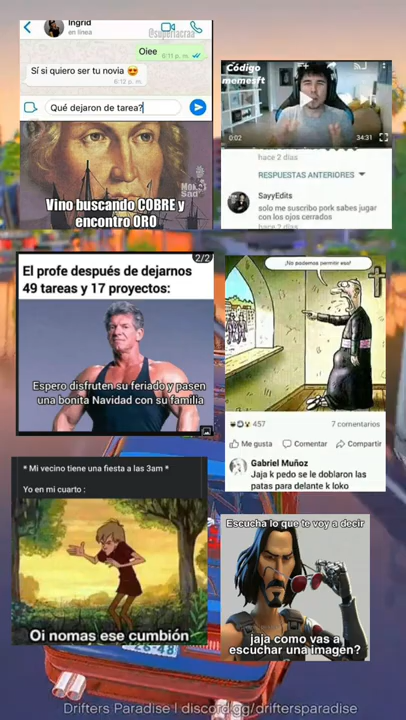 Ingrid
en línea
@superlacraa
Oiee
6:11 p. m.
Sí si quiero ser tu novia 😍
6:12 p. m.
Qué dejaron de tarea?
Vino buscando COBRE y
encontro ORO
Código
memesft
0:02
34:31
hace 2 días
RESPUESTAS ANTERIORES
SayyEdits
solo me suscribo pork sabes jugar
con los ojos cerrados
hace 2 días
2/2
El profe después de dejarnos
49 tareas y 17 proyectos:
Espero disfruten su feriado y pasen
una bonita Navidad con su familia
¡No podemos permitir eso!
457
7 comentarios
Me gusta
Comentar
Compartir
Gabriel Muñoz
Jaja k pedo se le doblaron las
patas para delante k loko
* Mi vecino tiene una fiesta a las 3am *
Yo en mi cuarto :
Oi nomas ese cumbión
Escucha lo que te voy a decir
jaja como vas a
escuchar una imagén?
26-48
Drifters Paradise | discord.gg/driftersparadise